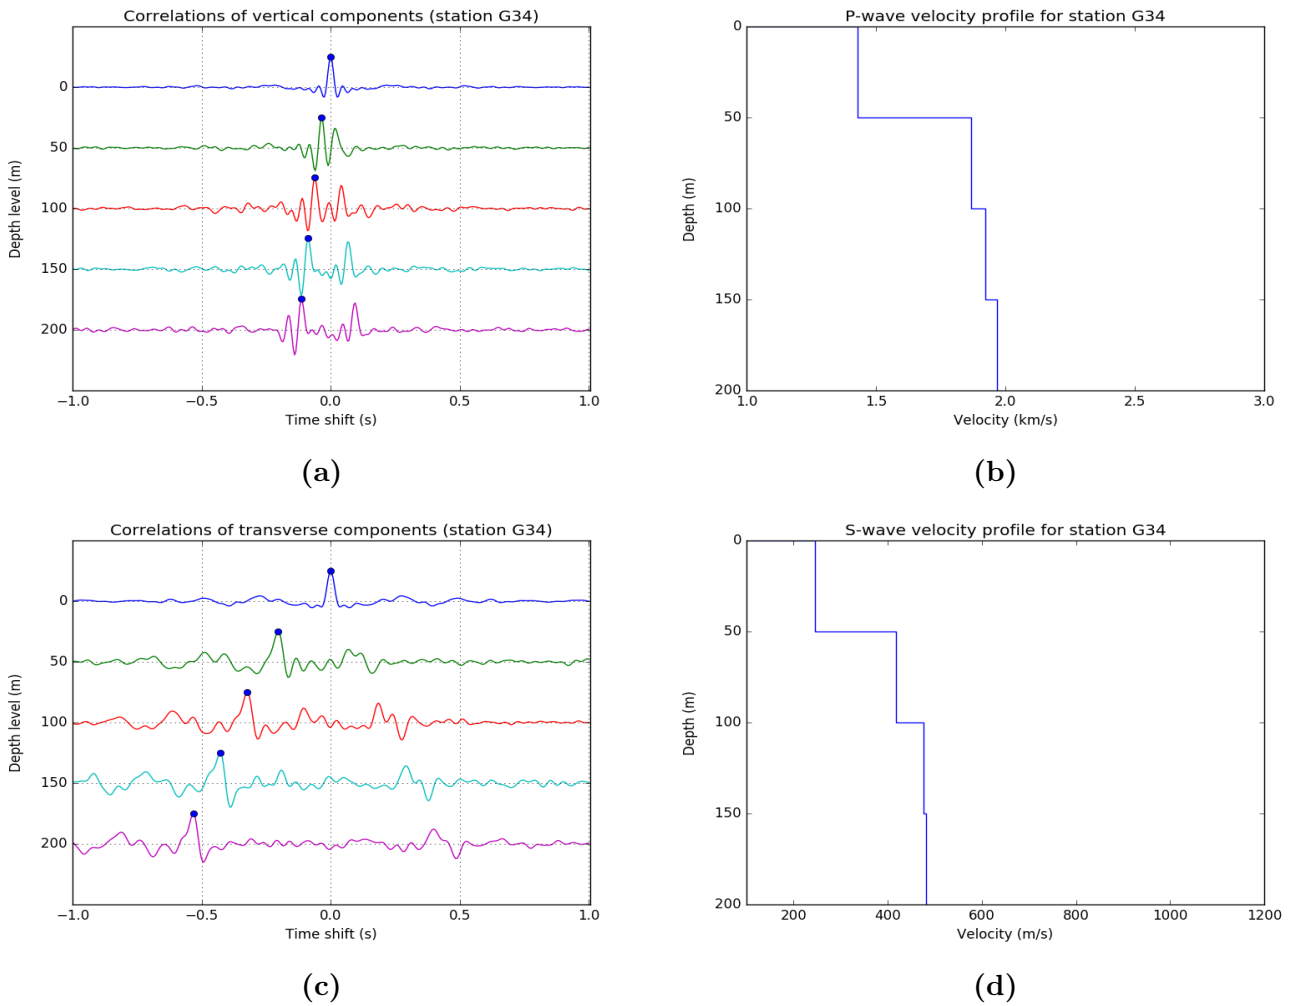 Correlations of vertical components (station G34)
0
50
100
150
200
Depth level (m)
−1.0 −0.5 0.0 0.5 1.0
Time shift (s)
(a)
P-wave velocity profile for station G34
0
50
100
150
200
Depth (m)
1.0 1.5 2.0 2.5 3.0
Velocity (km/s)
(b)
Correlations of transverse components (station G34)
0
50
100
150
200
Depth level (m)
−1.0 −0.5 0.0 0.5 1.0
Time shift (s)
(c)
S-wave velocity profile for station G34
0
50
100
150
200
Depth (m)
200 400 600 800 1000 1200
Velocity (m/s)
(d)